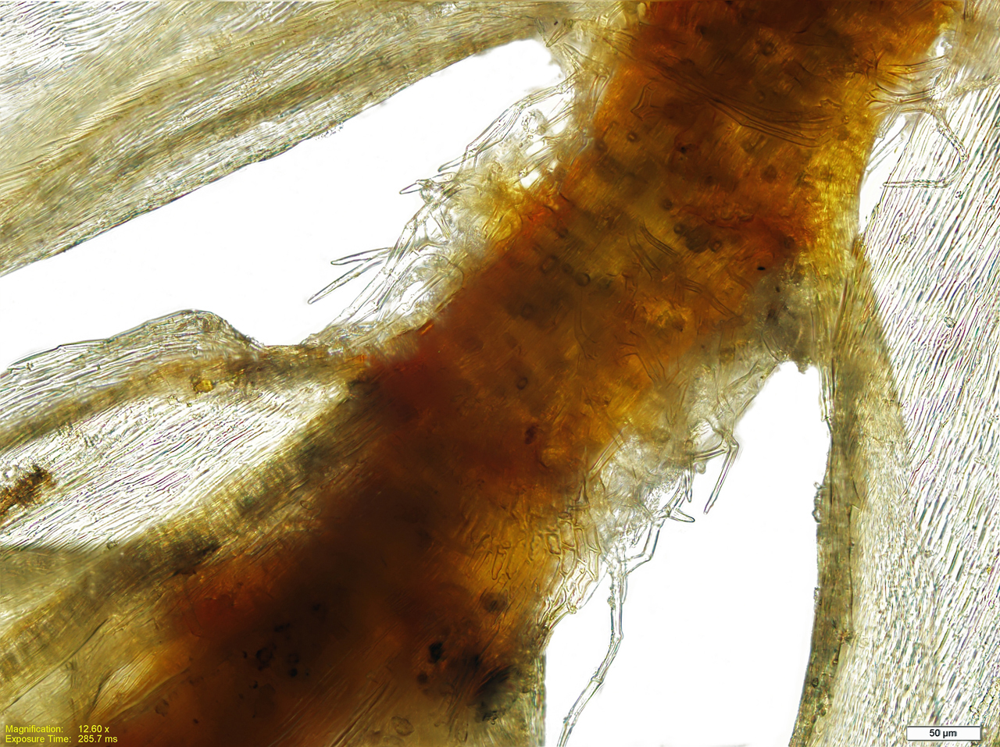 Magnification: 12.60 x
Exposure Time: 285.7 ms
50 µm